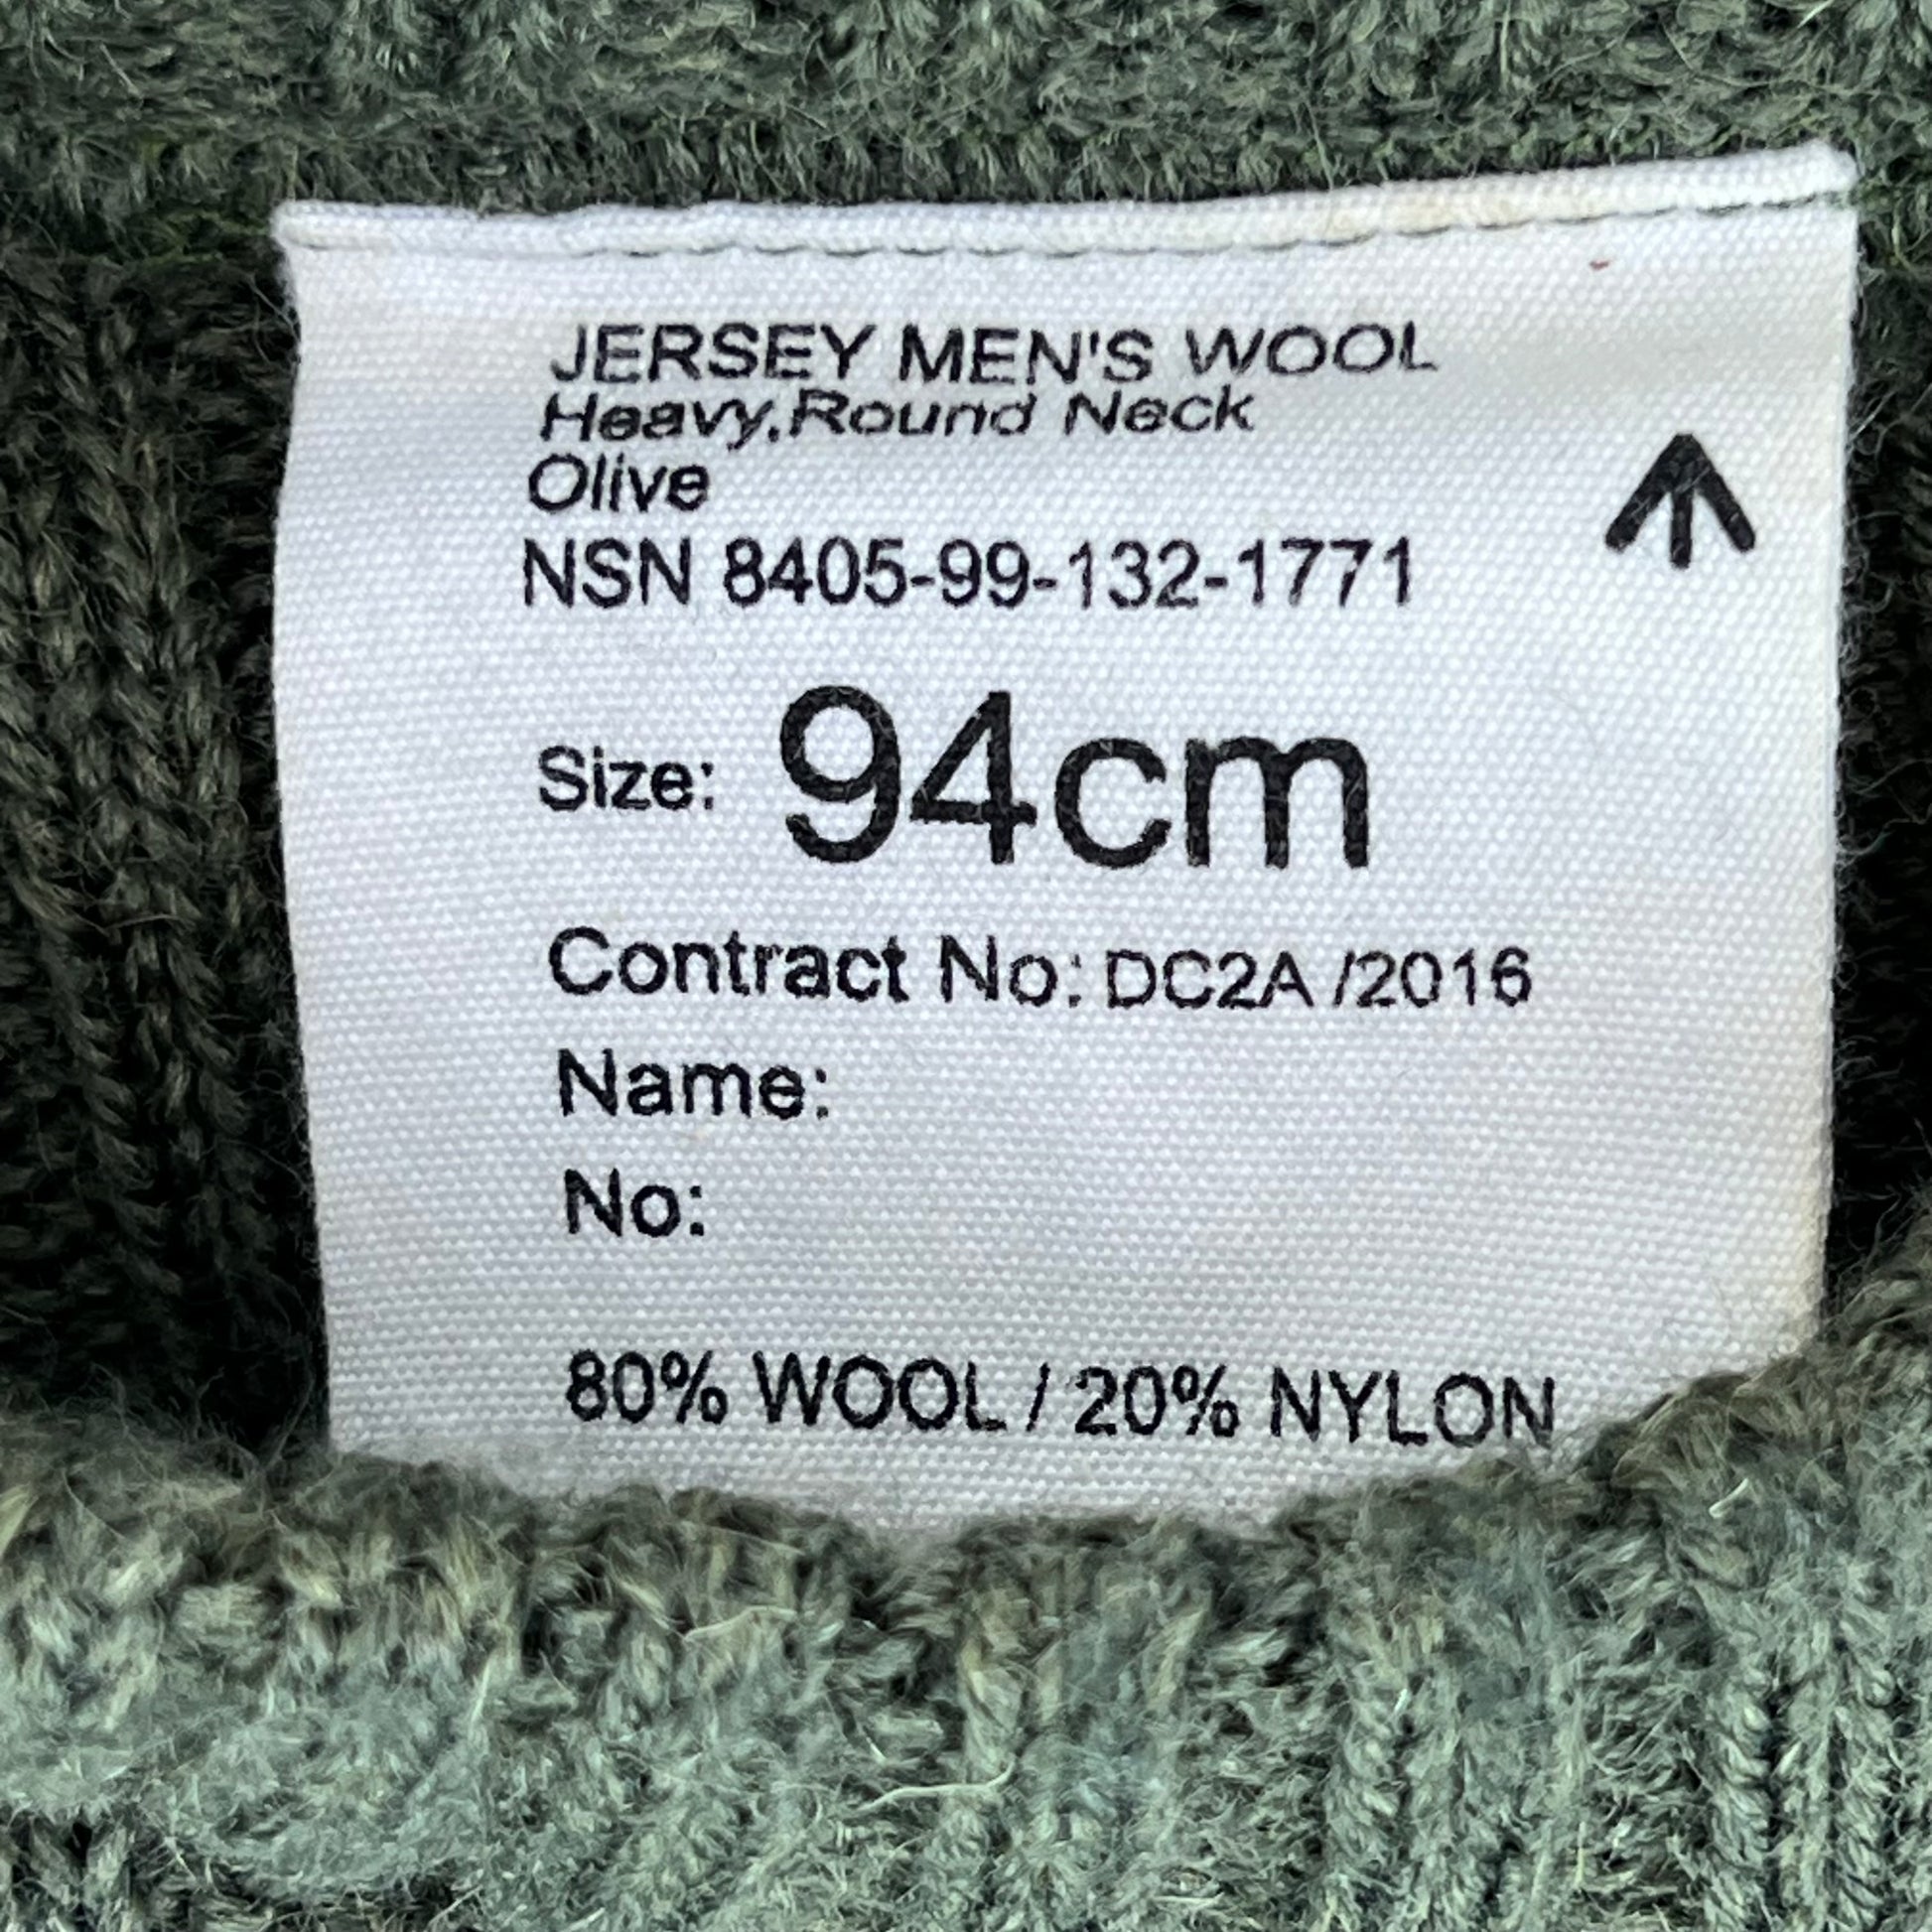 JERSEY MEN'S WOOL
Heavy,Round Neck
Olive
NSN 8405-99-132-1771
Size: 94cm
Contract No: DC2A /2016
Name:
No:
80% WOOL / 20% NYLON